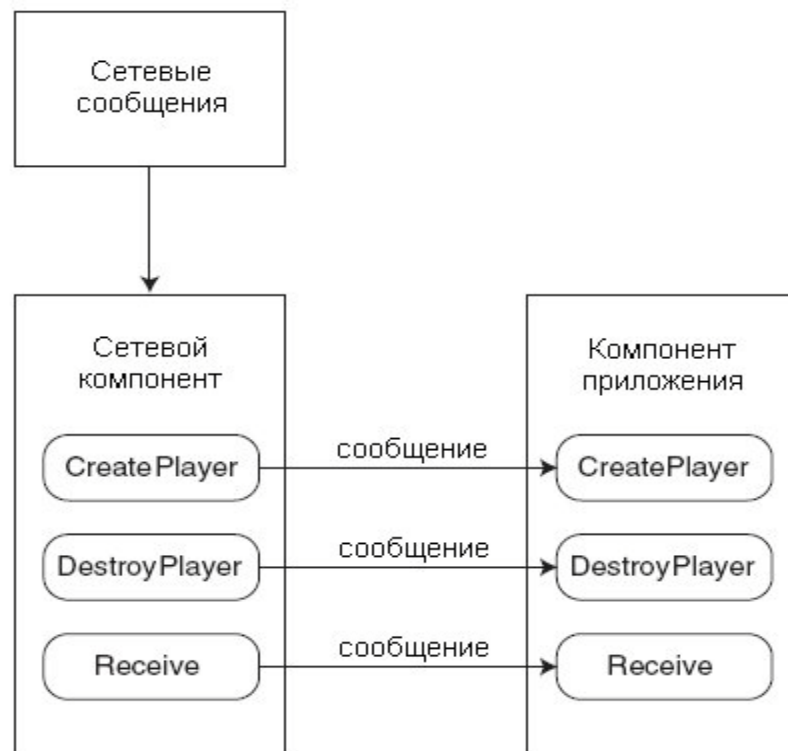 Сетевые
сообщения
Сетевой
компонент
Компонент
приложения
CreatePlayer
сообщение
CreatePlayer
DestroyPlayer
сообщение
DestroyPlayer
Receive
сообщение
Receive